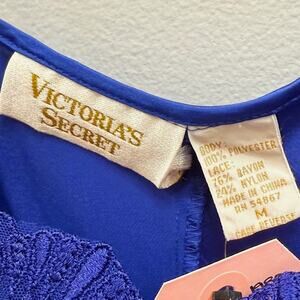 VICTORIA'S
SECRET
BODY:
100% POLYESTER
LACE:
76% RAYON
24% NYLON
MADE IN CHINA
RN 54867
M
CARE REVERSE